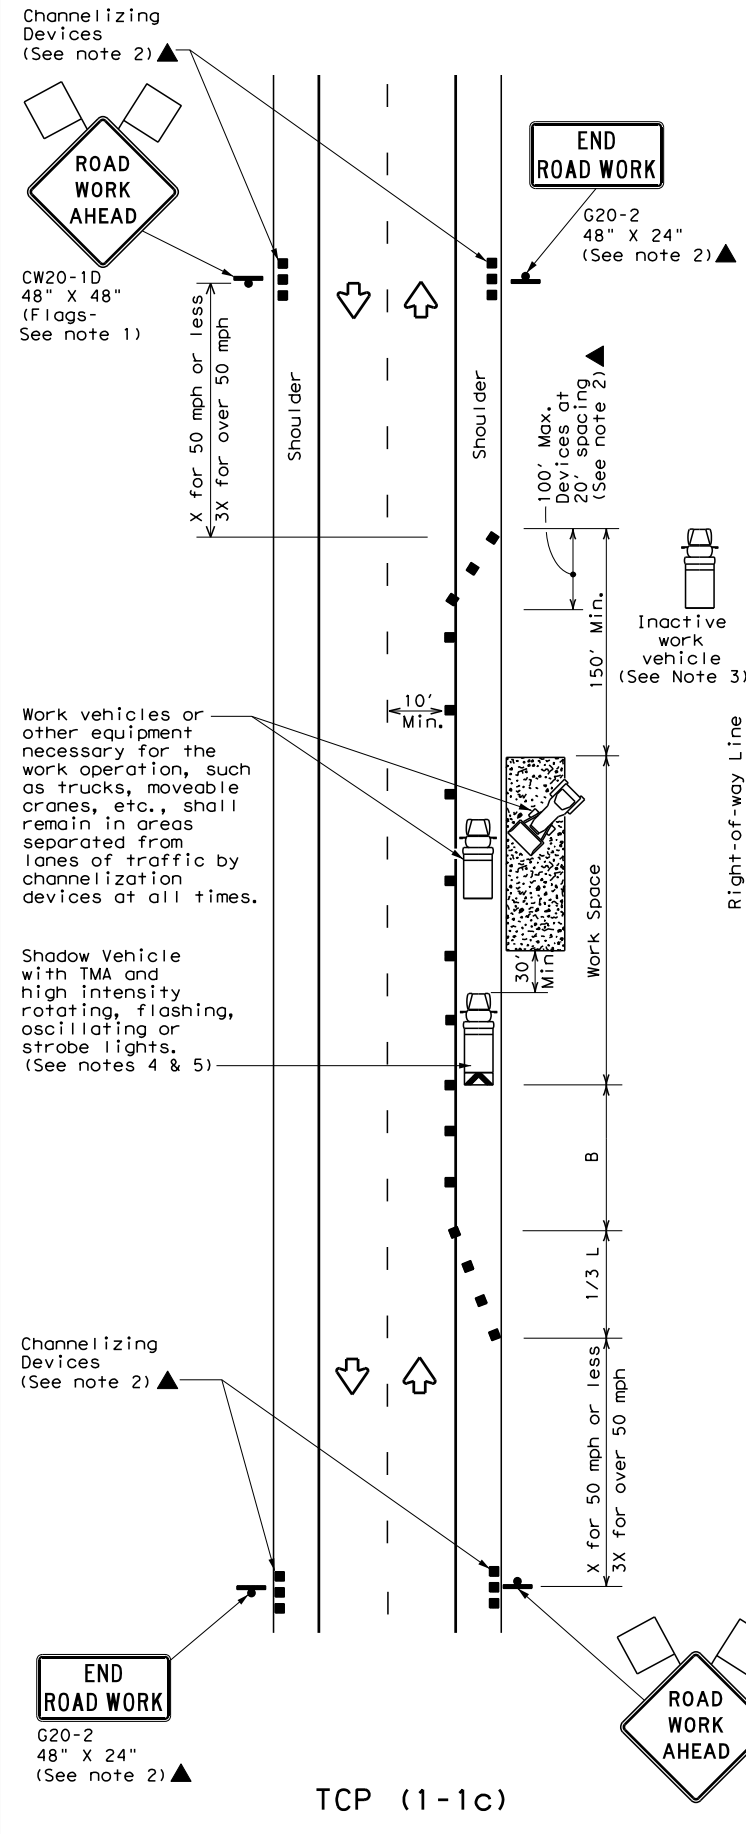 Channelizing
Devices
(See note 2)
ROAD
WORK
AHEAD
CW20-1D
48" X 48"
(Flags-
See note 1)
END
ROAD WORK
G20-2
48" X 24"
(See note 2)
X for 50 mph or less
3X for over 50 mph
Shoulder
Shoulder
100' Max.
Devices at
20' spacing
(See note 2)
150' Min.
Inactive
work
vehicle
(See Note 3)
10'
Min.
Work vehicles or
other equipment
necessary for the
work operation, such
as trucks, moveable
cranes, etc., shall
remain in areas
separated from
lanes of traffic by
channelization
devices at all times.
Right-of-way Line
Work Space
30'
Min.
Shadow Vehicle
with TMA and
high intensity
rotating, flashing,
oscillating or
strobe lights.
(See notes 4 & 5)
B
1/3 L
Channelizing
Devices
(See note 2)
X for 50 mph or less
3X for over 50 mph
END
ROAD WORK
G20-2
48" X 24"
(See note 2)
ROAD
WORK
AHEAD
TCP (1-1c)